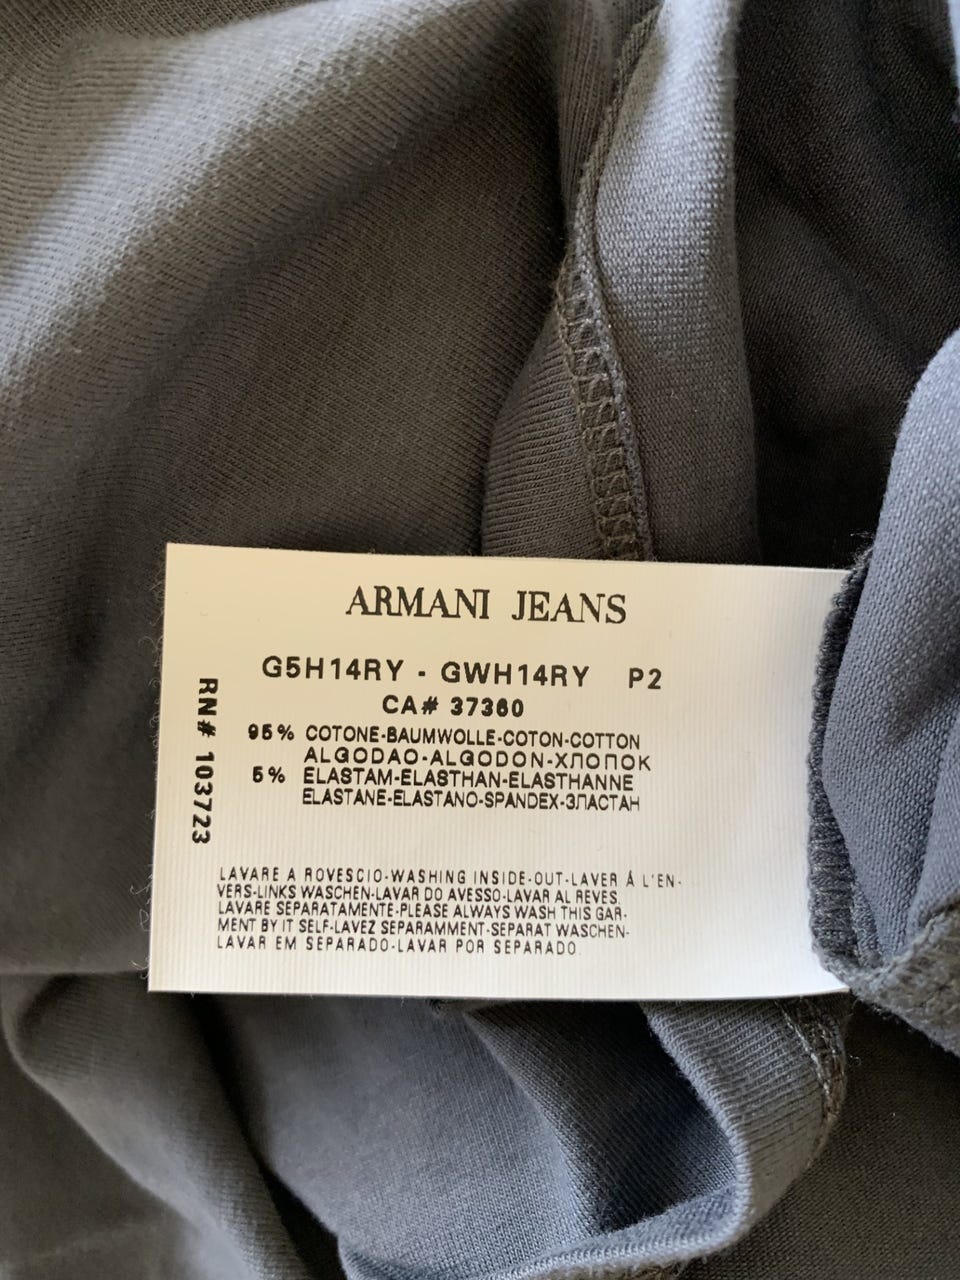 ARMANI JEANS
G5H14RY - GWH14RY P2
CA# 37360
95% COTONE-BAUMWOLLE-COTON-COTTON
ALGODAO-ALGODON-ХЛОПОК
5% ELASTAM-ELASTHAN-ELASTHANNE
ELASTANE-ELASTANO-SPANDEX-ЗЛАСТАН
RN# 103723
LAVARE A ROVESCIO-WASHING INSIDE-OUT-LAVER Á L'EN-
VERS-LINKS WASCHEN-LAVAR DO AVESSO-LAVAR AL REVES.
LAVARE SEPARATAMENTE-PLEASE ALWAYS WASH THIS GAR-
MENT BY IT SELF-LAVEZ SEPARAMMENT-SEPARAT WASCHEN-
LAVAR EM SEPARADO-LAVAR POR SEPARADO.